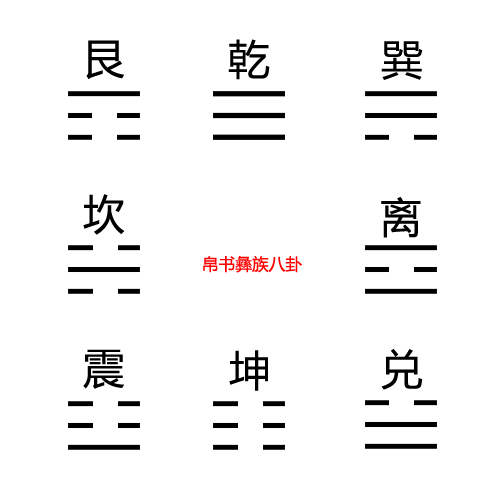 艮 乾 巽
坎 离
帛书彝族八卦
震 坤 兑